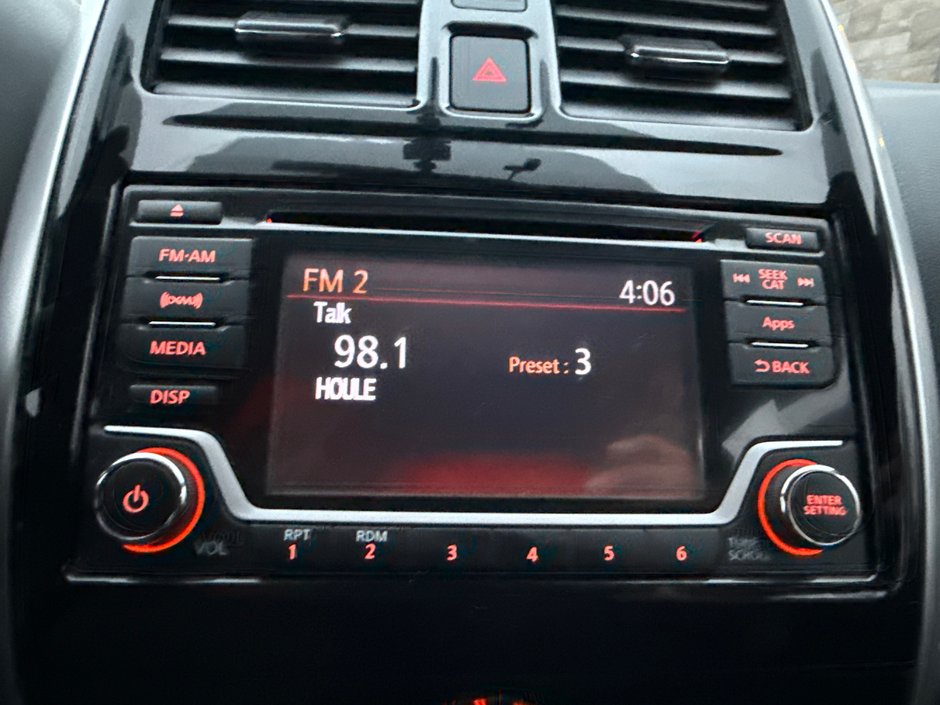 SCAN
FM·AM
SEEK
CAT
MEDIA
Apps
BACK
DISP
FM 2
4:06
Talk
98.1
Preset : 3
HOULE
ENTER
SETTING
VOL
RPT
RDM
1
2
3
4
5
6